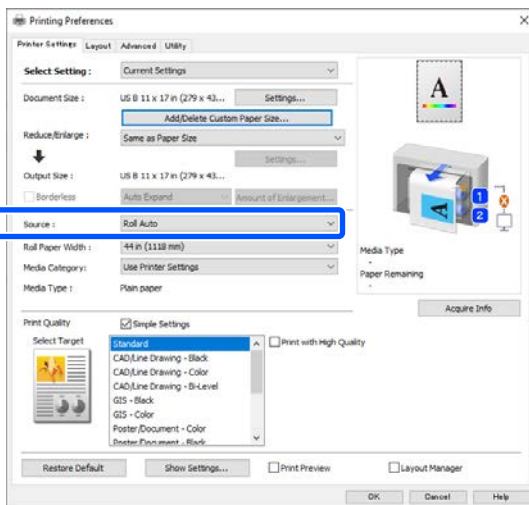 Printing Preferences
Printer Settings Layout Advanced Utility
Select Setting : Current Settings
Document Size : US B 11 x 17 in (279 x 43... Settings...
Add/Delete Custom Paper Size...
Reduce/Enlarge : Same as Paper Size
Settings...
Output Size : US B 11 x 17 in (279 x 43...
Borderless Auto Expand Amount of Enlargement...
Source : Roll Auto
Roll Paper Width : 44 in (1118 mm)
Media Category: Use Printer Settings
Media Type : Plain paper
A
A
1
2
Media Type
-
Paper Remaining
-
Acquire Info
Print Quality Simple Settings
Select Target
Standard
CAD/Line Drawing - Black
CAD/Line Drawing - Color
CAD/Line Drawing - Bi-Level
GIS - Black
GIS - Color
Poster/Document - Color
Poster/Document - Black
Print with High Quality
Restore Default Show Settings... Print Preview Layout Manager
OK Cancel Help